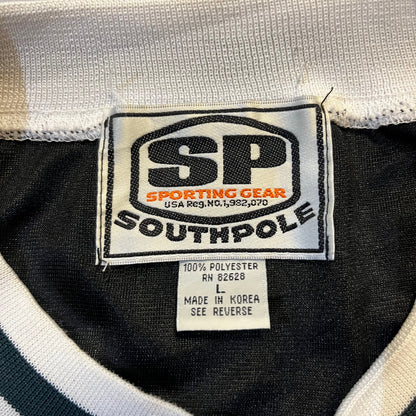 SP
SPORTING GEAR
USA Reg.NO.1,982,070
SOUTHPOLE
100% POLYESTER
RN 82628
L
MADE IN KOREA
SEE REVERSE